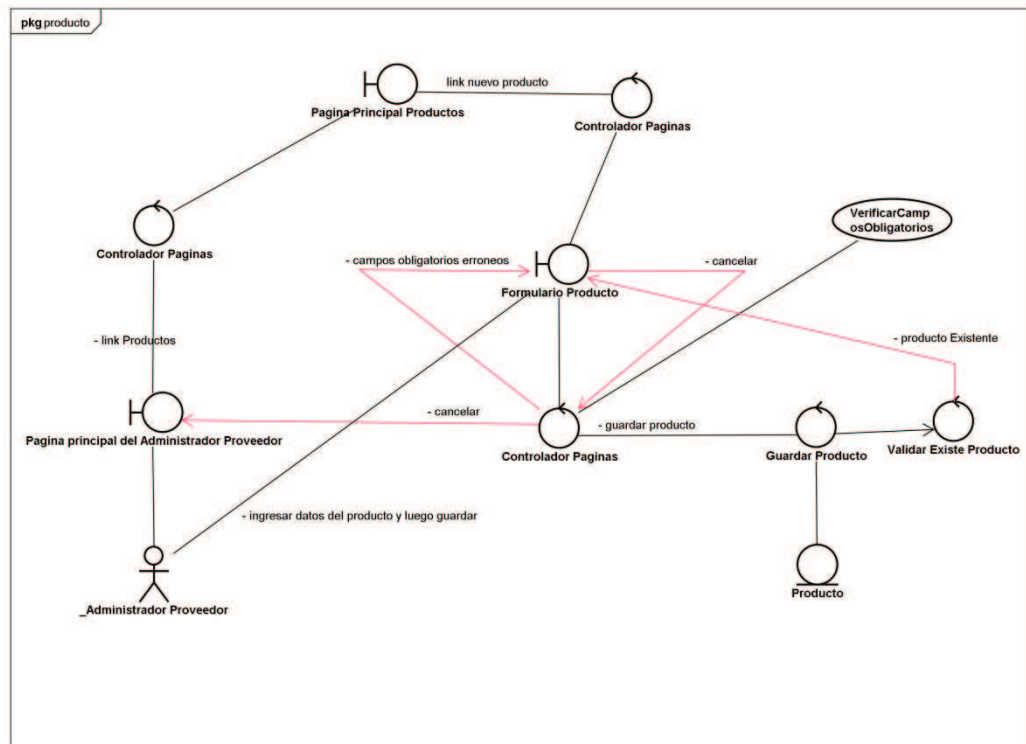 pkg producto
link nuevo producto
Pagina Principal Productos
Controlador Paginas
VerificarCamp
osObligatorios
Controlador Paginas
- campos obligatorios erroneos
- cancelar
Formulario Producto
- link Productos
- producto Existente
- cancelar
Pagina principal del Administrador Proveedor
- guardar producto
Controlador Paginas
Guardar Producto
Validar Existe Producto
- ingresar datos del producto y luego guardar
Producto
_Administrador Proveedor